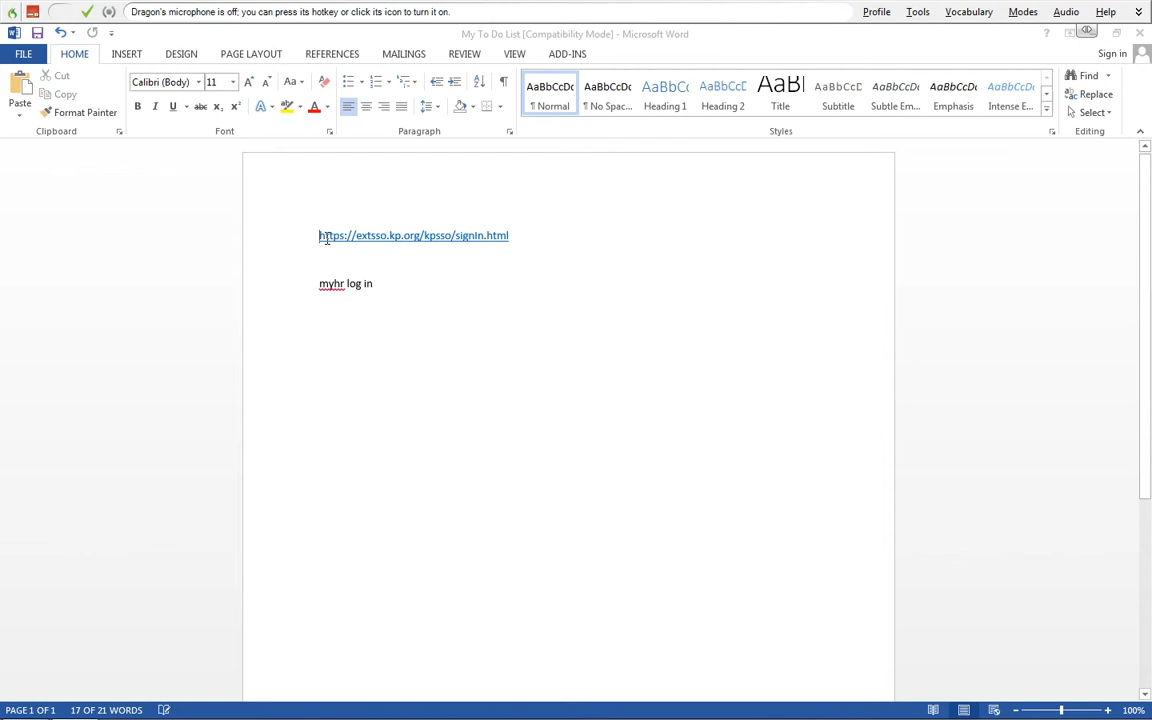 Dragon's microphone is off; you can press its hotkey or click its icon to turn it on. Profile Tools Vocabulary Modes Audio Help
My To Do List [Compatibility Mode] - Microsoft Word ?
FILE HOME INSERT DESIGN PAGE LAYOUT REFERENCES MAILINGS REVIEW VIEW ADD-INS Sign in
Paste
Cut
Copy
Format Painter
Clipboard
Calibri (Body) 11
Font
Paragraph
AaBbCcDc AaBbCcDc AaBbC( AaBbCcD AaB| AaBbCcD AaBbCcDc AaBbCcDc AaBbCcDc
¶ Normal ¶ No Spac... Heading 1 Heading 2 Title Subtitle Subtle Em... Emphasis Intense E...
Styles
Find
Replace
Select
Editing
https://extsso.kp.org/kpsso/signin.html
myhr log in
PAGE 1 OF 1 17 OF 21 WORDS 100%